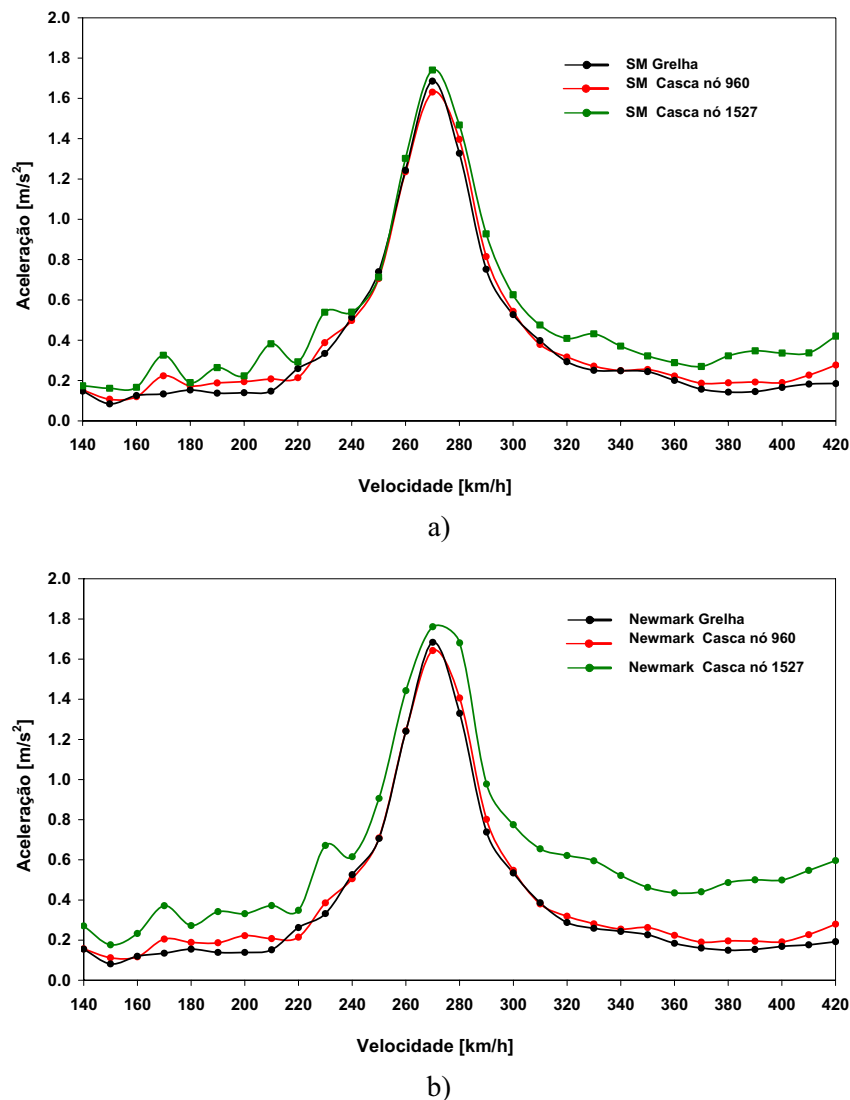 2.0
1.8
1.6
1.4
1.2
1.0
0.8
0.6
0.4
0.2
0.0
Aceleração [m/s²]
SM Grelha
SM Casca nó 960
SM Casca nó 1527
140 160 180 200 220 240 260 280 300 320 340 360 380 400 420
Velocidade [km/h]
a)
2.0
1.8
1.6
1.4
1.2
1.0
0.8
0.6
0.4
0.2
0.0
Aceleração [m/s²]
Newmark Grelha
Newmark Casca nó 960
Newmark Casca nó 1527
140 160 180 200 220 240 260 280 300 320 340 360 380 400 420
Velocidade [km/h]
b)